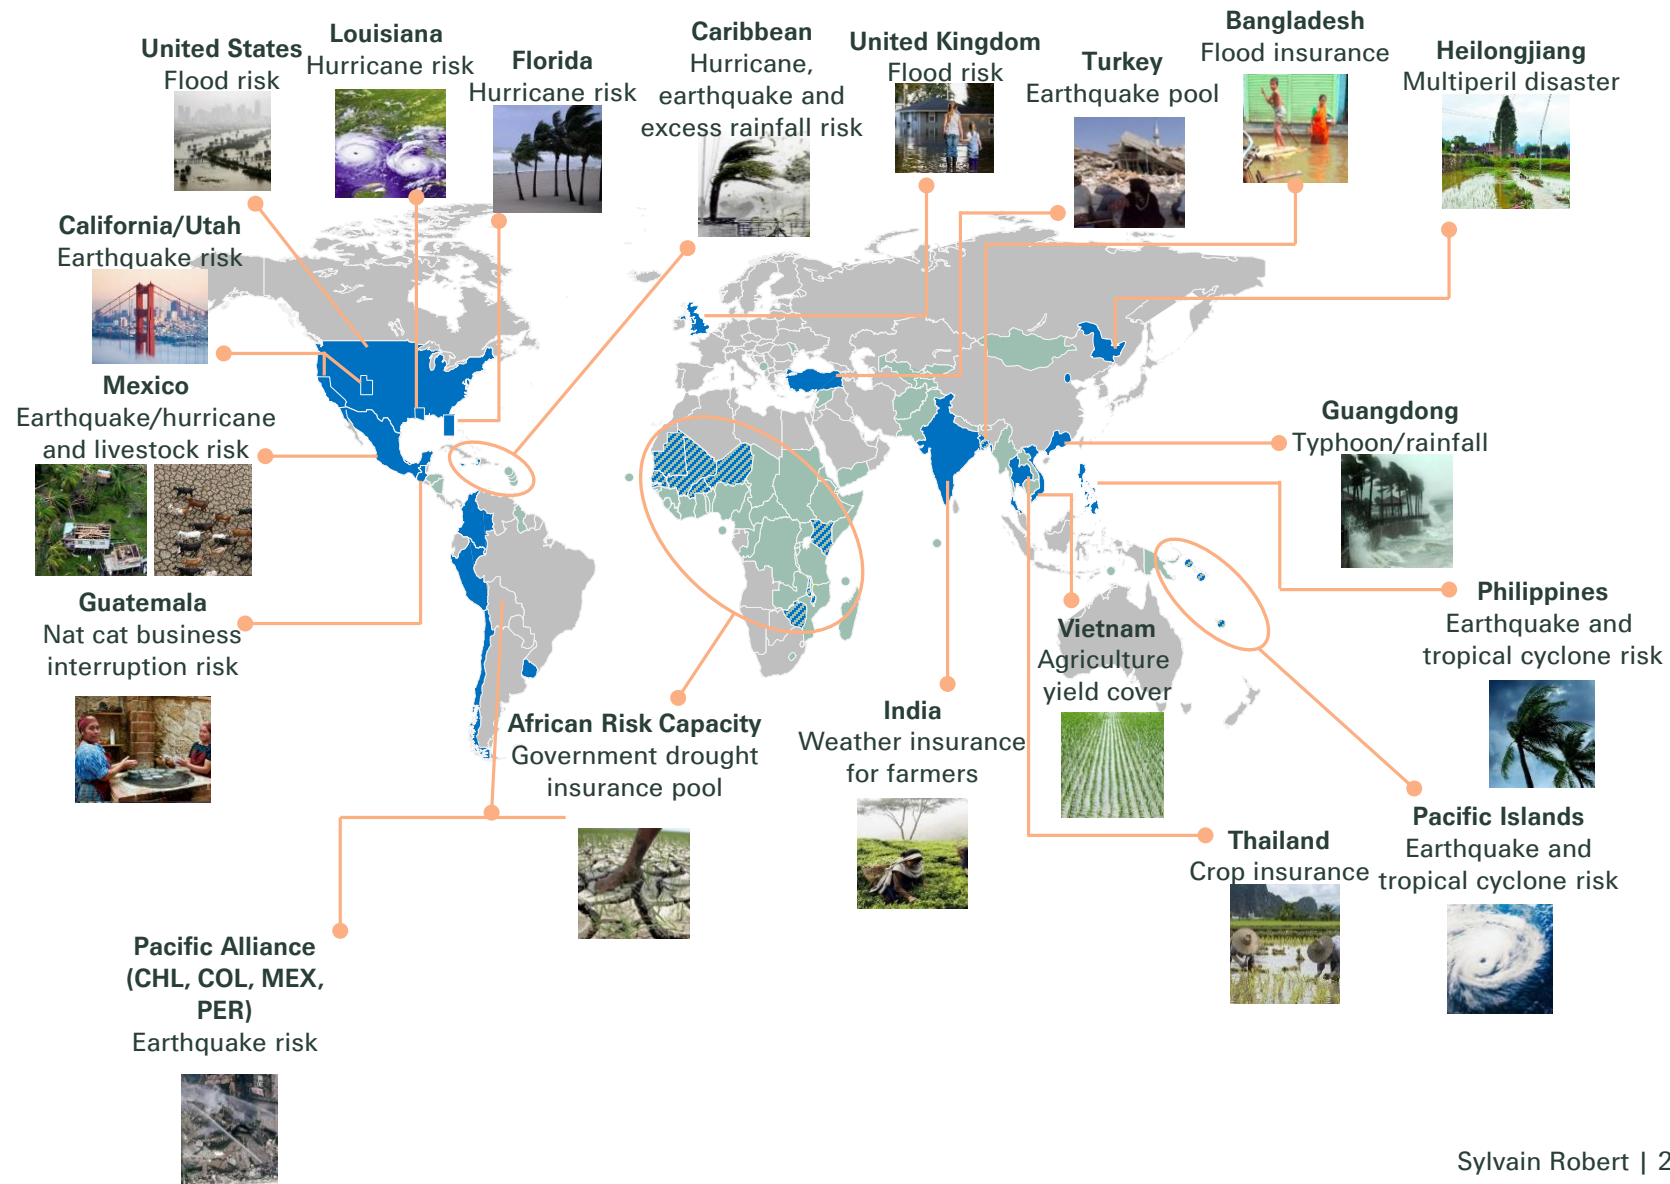 United States
Flood risk
Louisiana
Hurricane risk
Florida
Hurricane risk
Caribbean
Hurricane,
earthquake and
excess rainfall risk
United Kingdom
Flood risk
Turkey
Earthquake pool
Bangladesh
Flood insurance
Heilongjiang
Multiperil disaster
California/Utah
Earthquake risk
Mexico
Earthquake/hurricane
and livestock risk
Guangdong
Typhoon/rainfall
Guatemala
Nat cat business
interruption risk
Philippines
Earthquake and
tropical cyclone risk
Vietnam
Agriculture
yield cover
African Risk Capacity
Government drought
insurance pool
India
Weather insurance
for farmers
Thailand
Crop insurance
Pacific Islands
Earthquake and
tropical cyclone risk
Pacific Alliance
(CHL, COL, MEX,
PER)
Earthquake risk
Sylvain Robert | 2